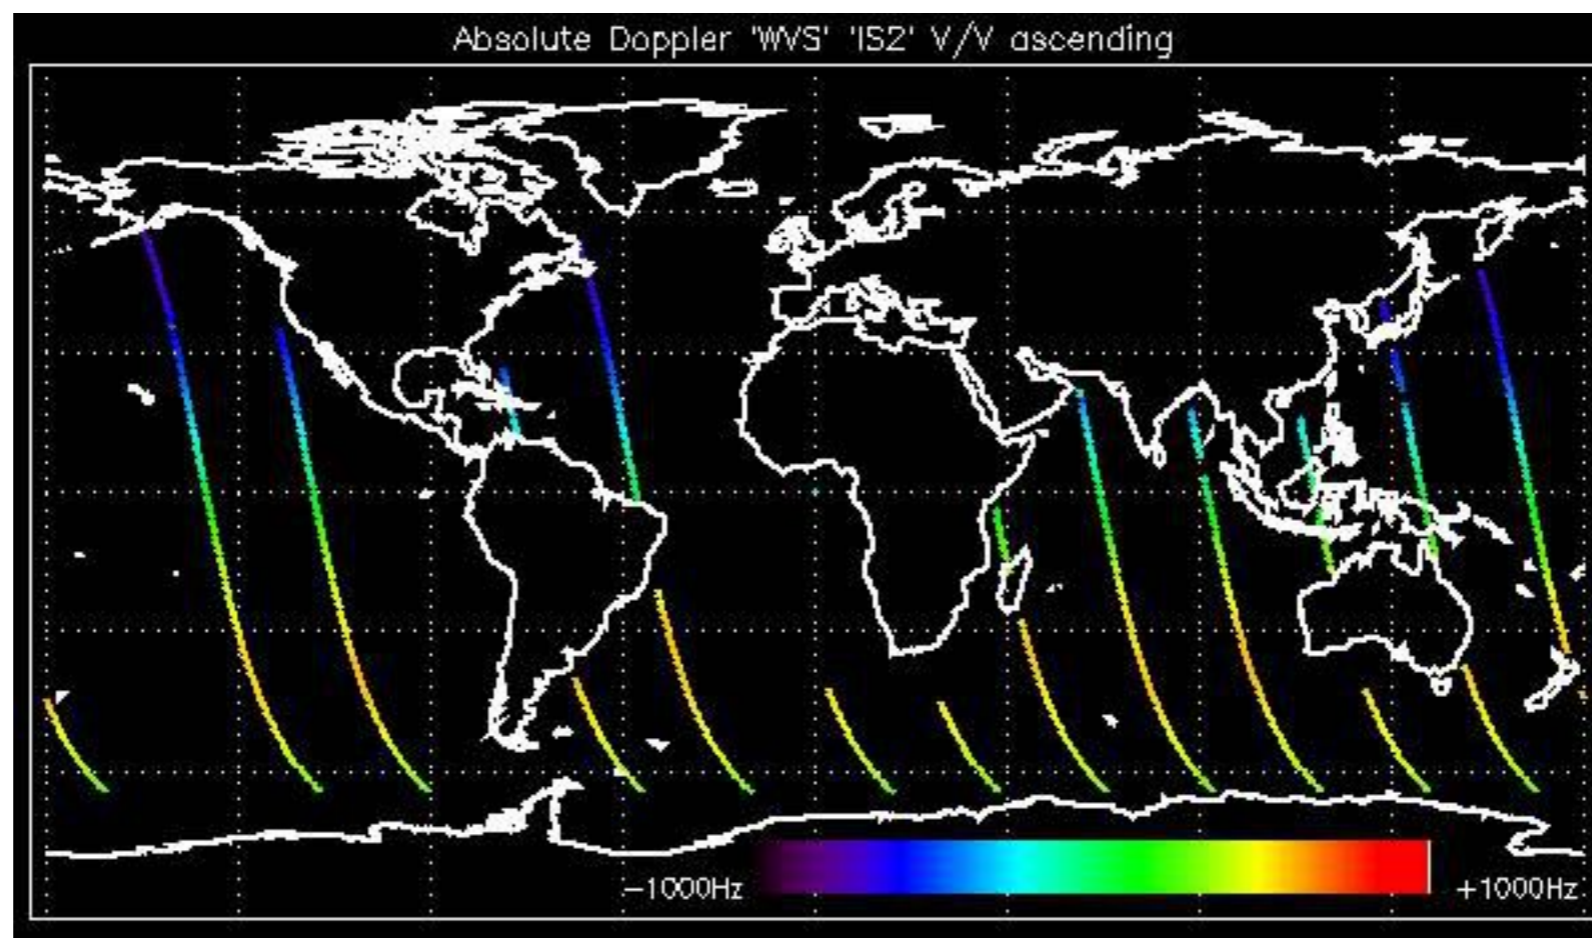 Absolute Doppler 'WVS' 'IS2' V/V ascending
-1000Hz
+1000Hz